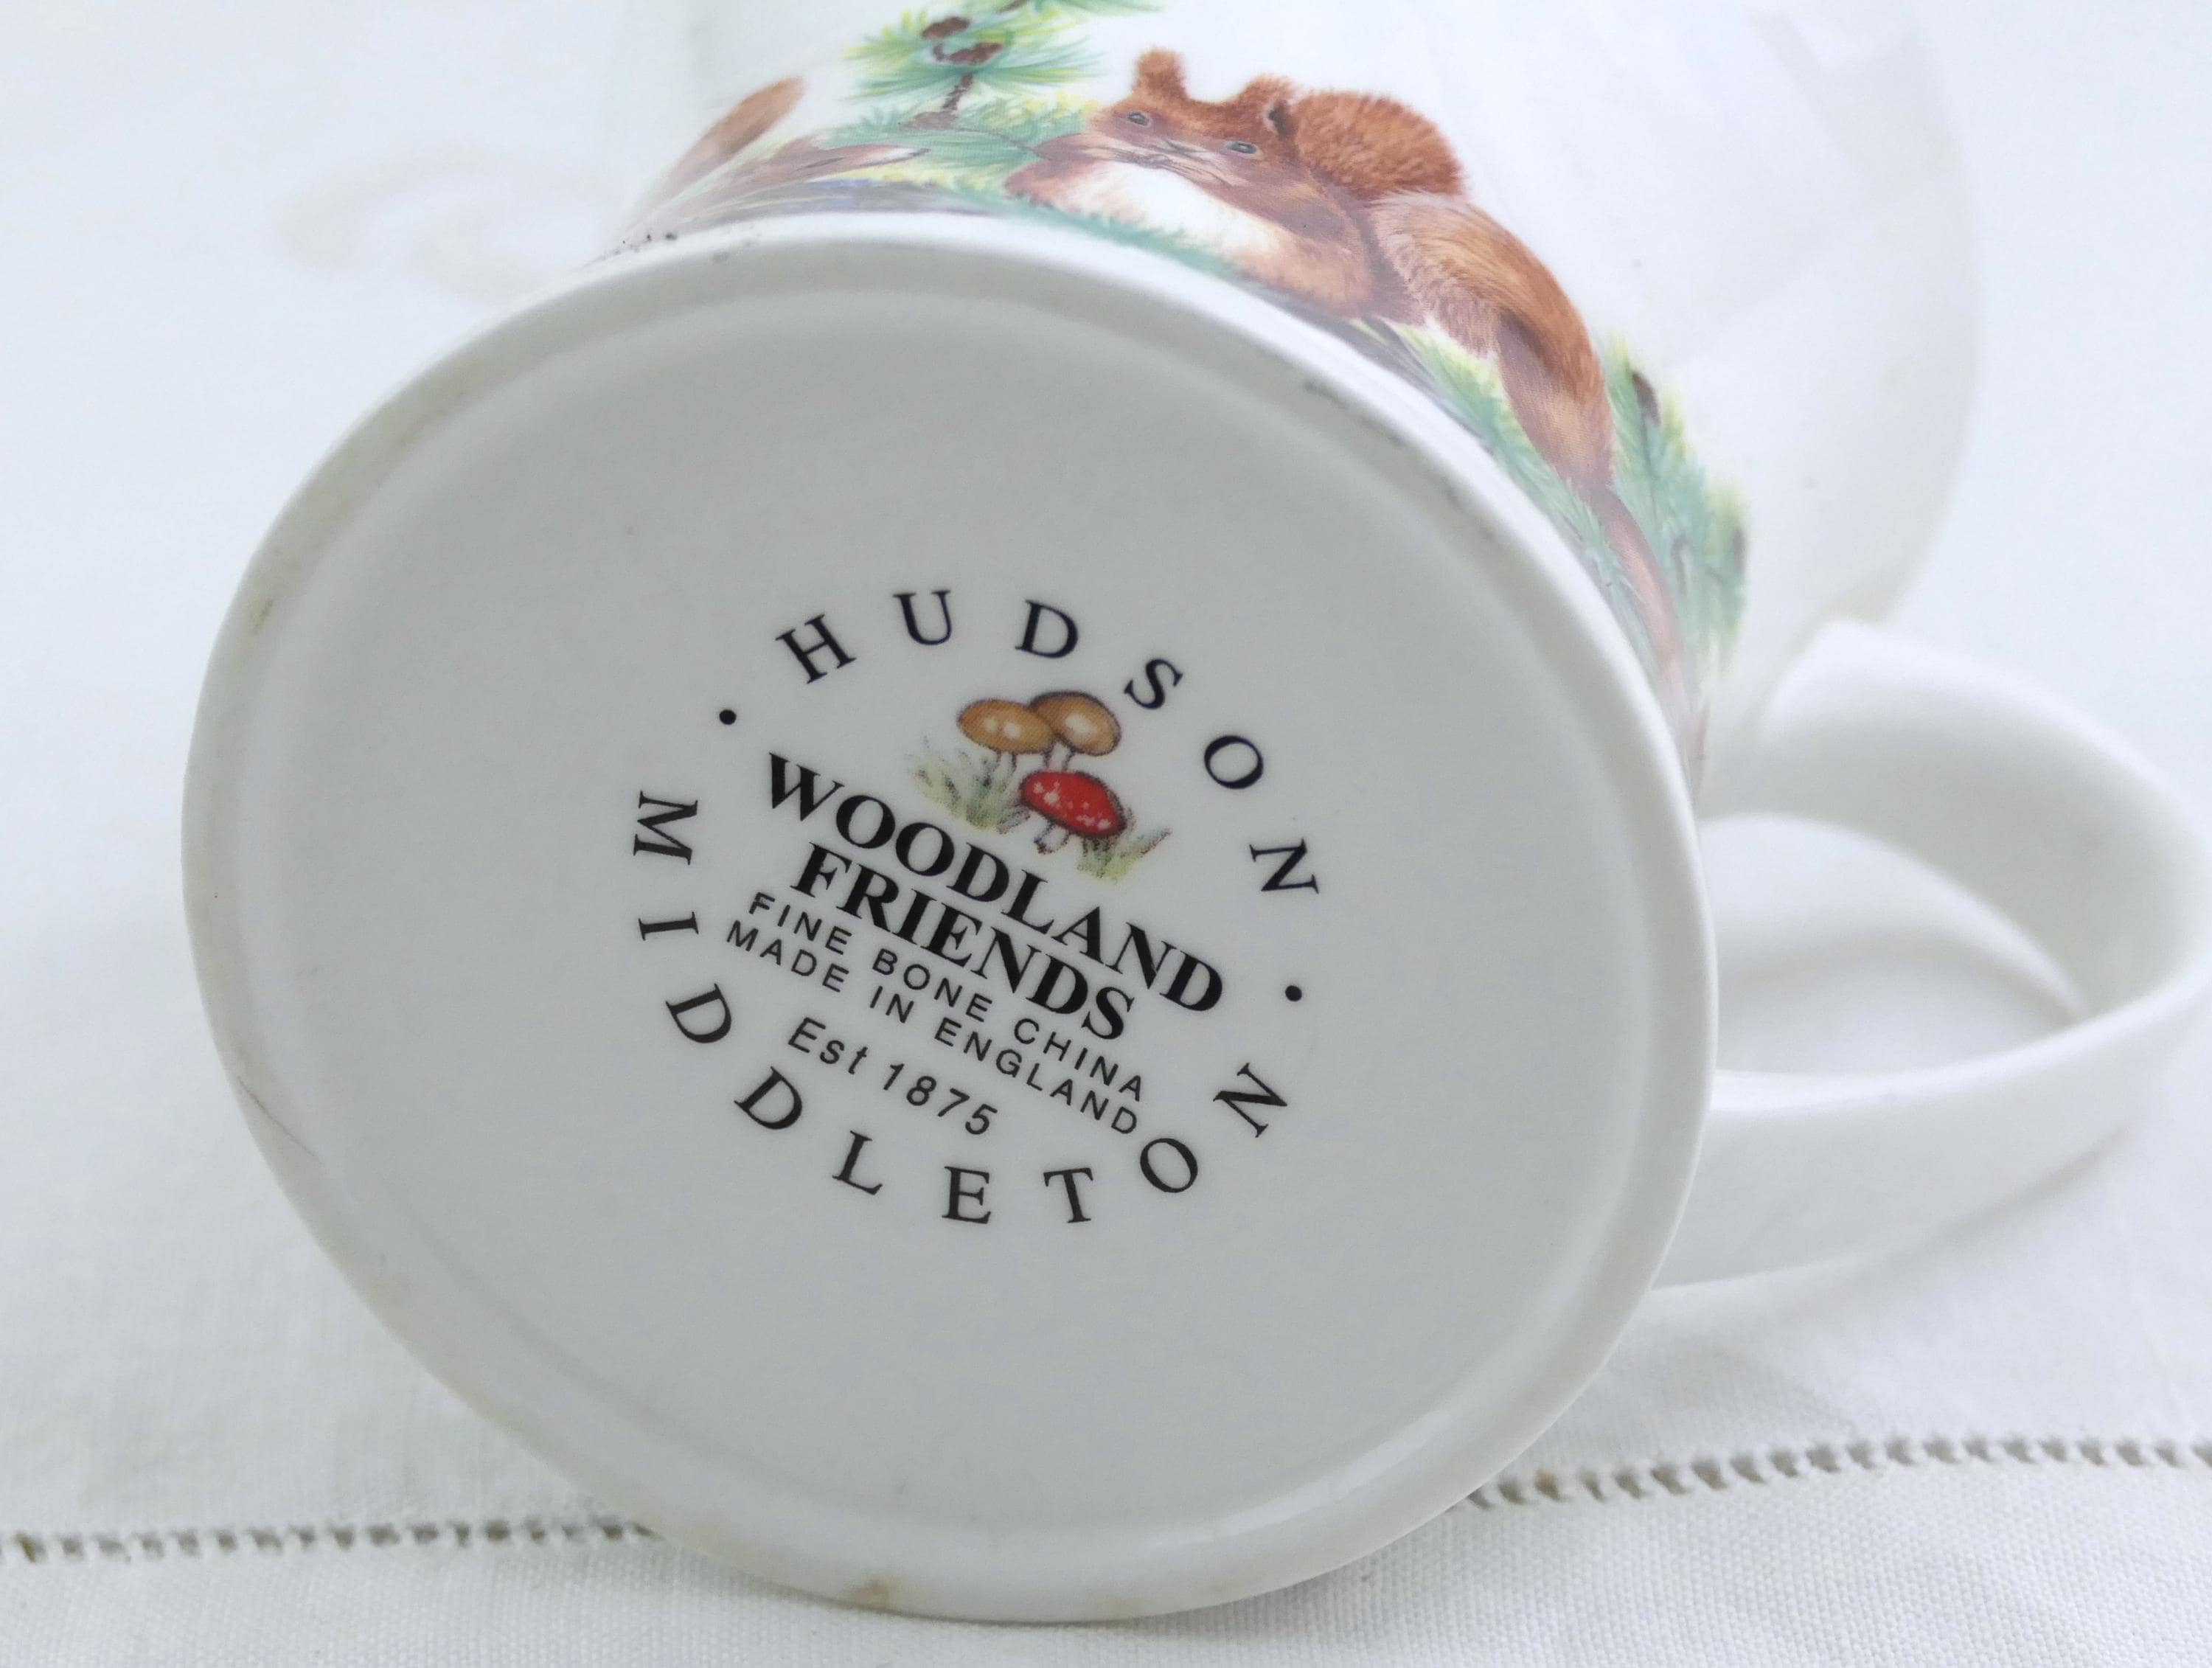 HUDSON
WOODLAND
FRIENDS
FINE BONE CHINA
MADE IN ENGLAND
Est 1875
MIDDLETON